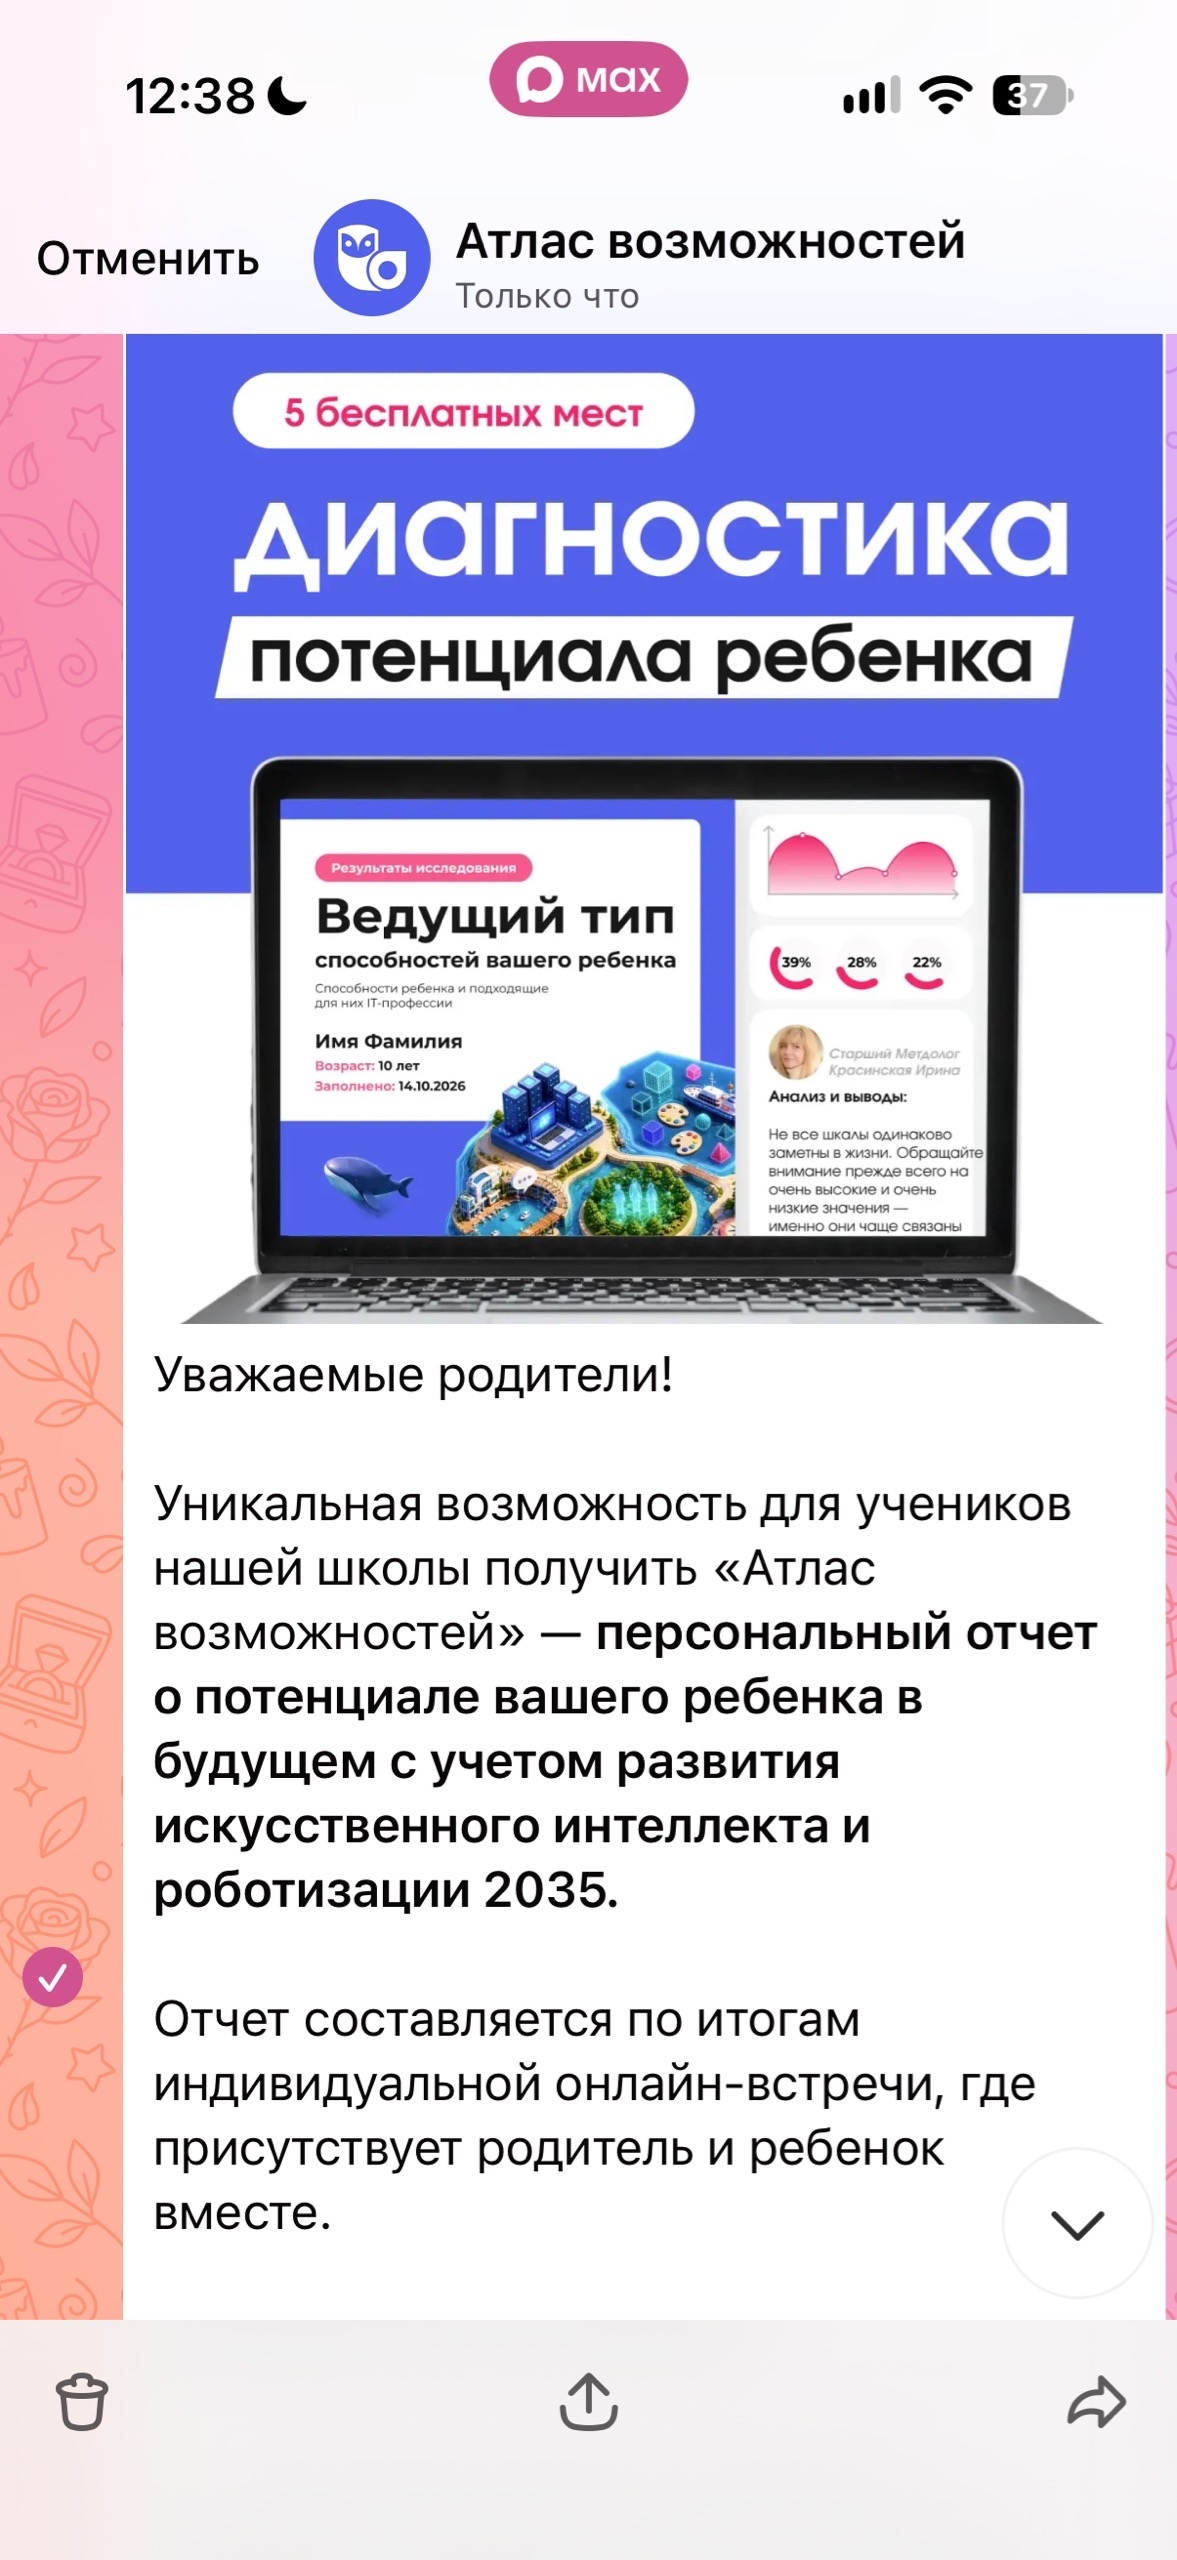 12:38
мах
37
Отменить
Атлас возможностей
Только что
5 бесплатных мест
диагностика
потенциала ребенка
Результаты исследования
Ведущий тип
способностей вашего ребенка
Способности ребенка и подходящие
для них IT-профессии
Имя Фамилия
Возраст: 10 лет
Заполнено: 14.10.2026
39%
28%
22%
Старший Метдолог
Красинская Ирина
Анализ и выводы:
Не все шкалы одинаково
заметны в жизни. Обращайте
внимание прежде всего на
очень высокие и очень
низкие значения —
именно они чаще связаны
Уважаемые родители!
Уникальная возможность для учеников
нашей школы получить «Атлас
возможностей» — персональный отчет
о потенциале вашего ребенка в
будущем с учетом развития
искусственного интеллекта и
роботизации 2035.
Отчет составляется по итогам
индивидуальной онлайн-встречи, где
присутствует родитель и ребенок
вместе.